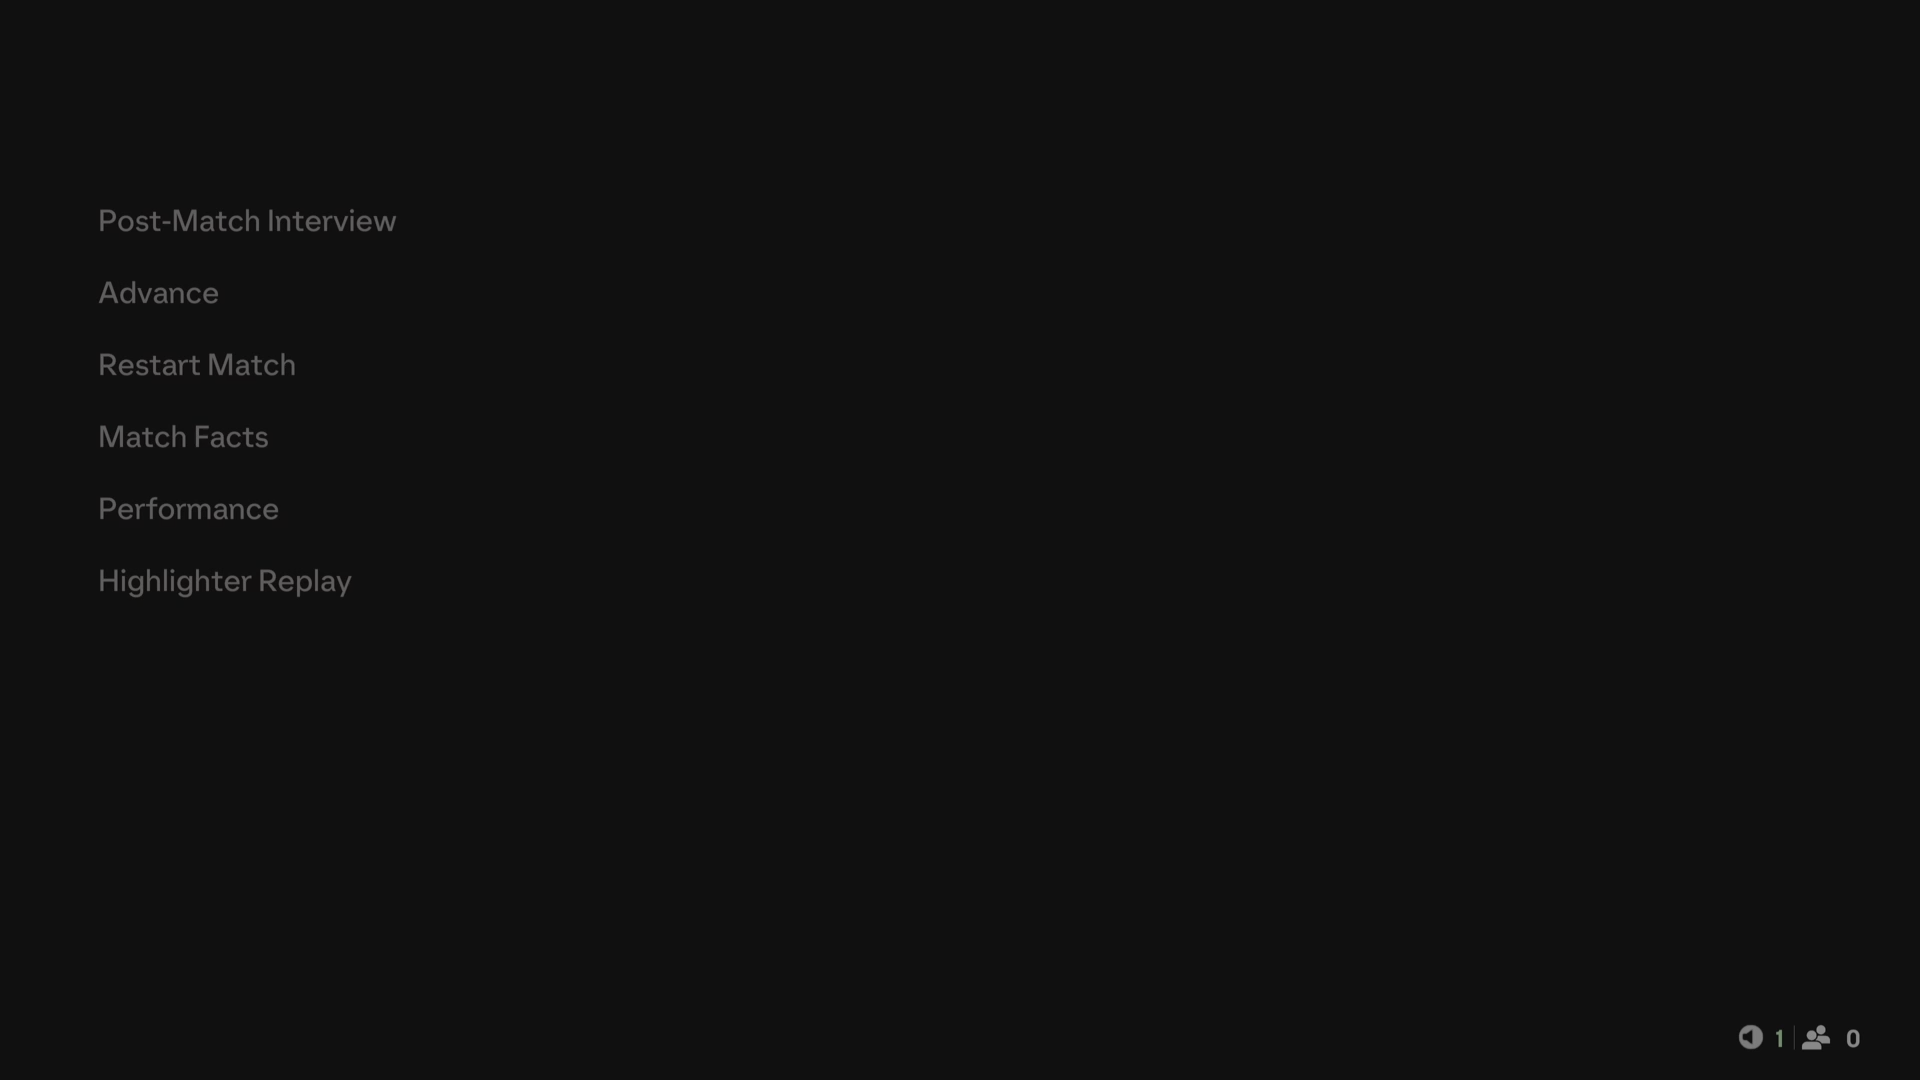 Post-Match Interview
Advance
Restart Match
Match Facts
Performance
Highlighter Replay
1 0